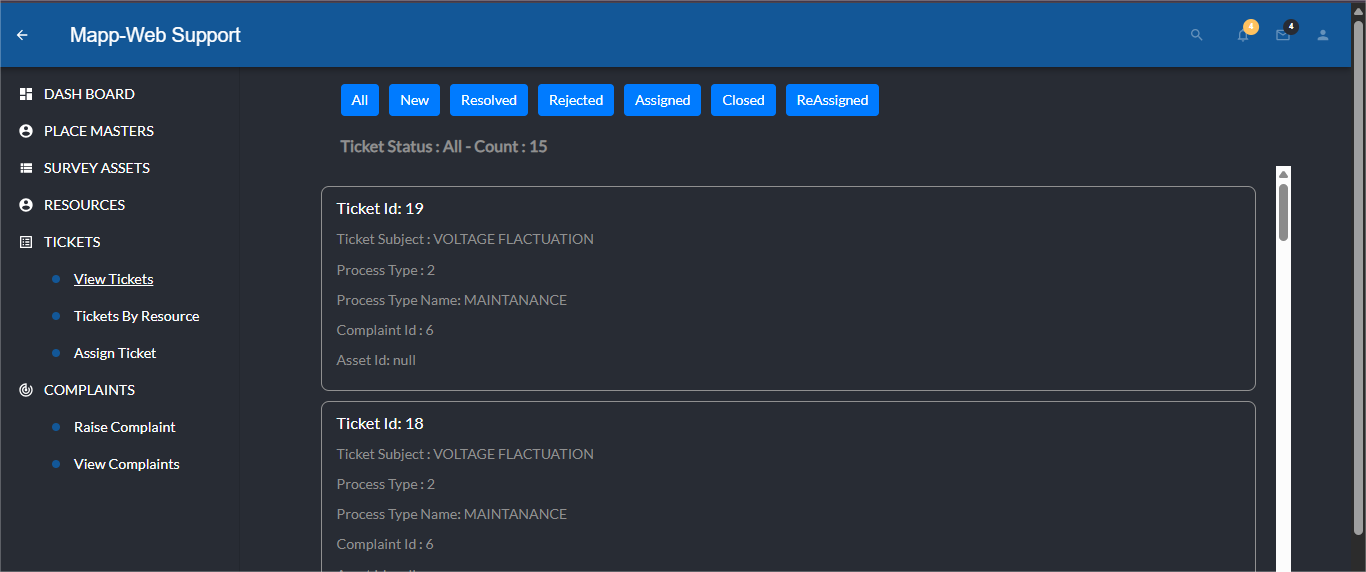 Mapp-Web Support
4
4
DASH BOARD
PLACE MASTERS
SURVEY ASSETS
RESOURCES
TICKETS
View Tickets
Tickets By Resource
Assign Ticket
COMPLAINTS
Raise Complaint
View Complaints
All New Resolved Rejected Assigned Closed ReAssigned
Ticket Status : All - Count : 15
Ticket Id: 19
Ticket Subject : VOLTAGE FLACTUATION
Process Type : 2
Process Type Name: MAINTANANCE
Complaint Id : 6
Asset Id: null
Ticket Id: 18
Ticket Subject : VOLTAGE FLACTUATION
Process Type : 2
Process Type Name: MAINTANANCE
Complaint Id : 6